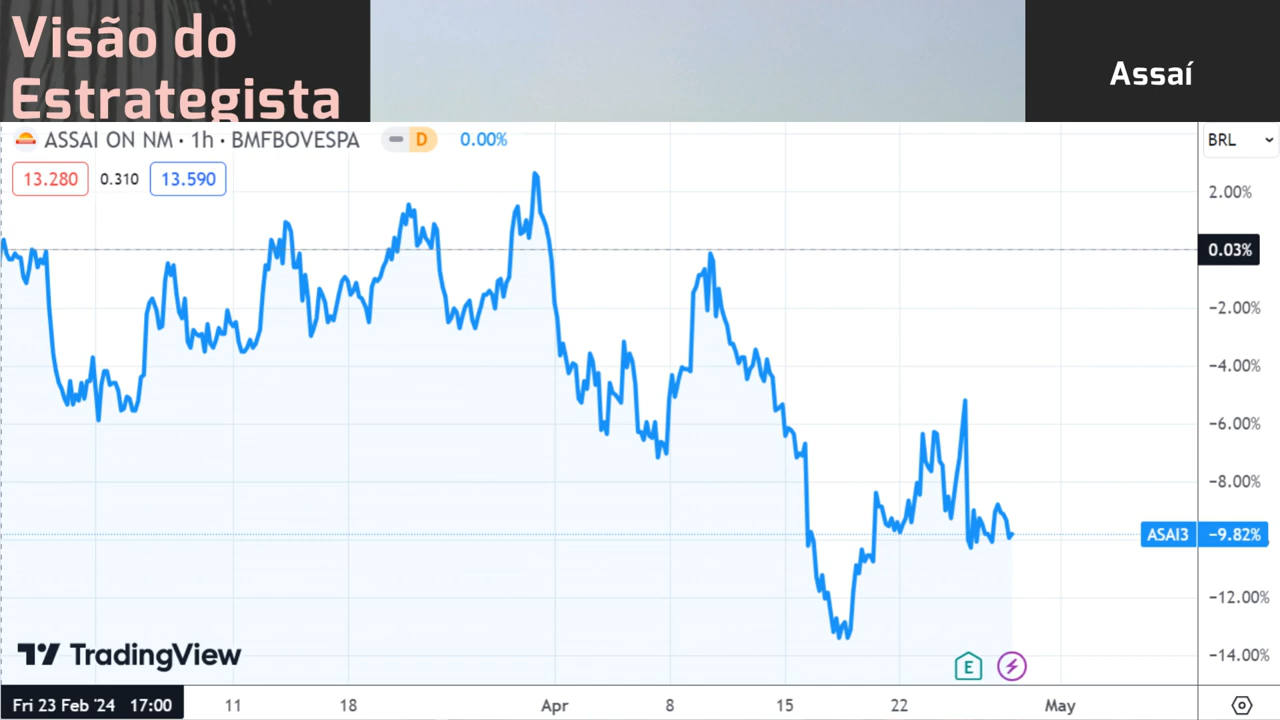 Visão do
Estrategista
Assaí
ASSAI ON NM · 1h · BMFBOVESPA
D
0.00%
BRL
13.280
0.310
13.590
2.00%
0.03%
−2.00%
−4.00%
−6.00%
−8.00%
ASAI3
−9.82%
−12.00%
−14.00%
TradingView
E
Fri 23 Feb '24 17:00
11
18
Apr
8
15
22
May